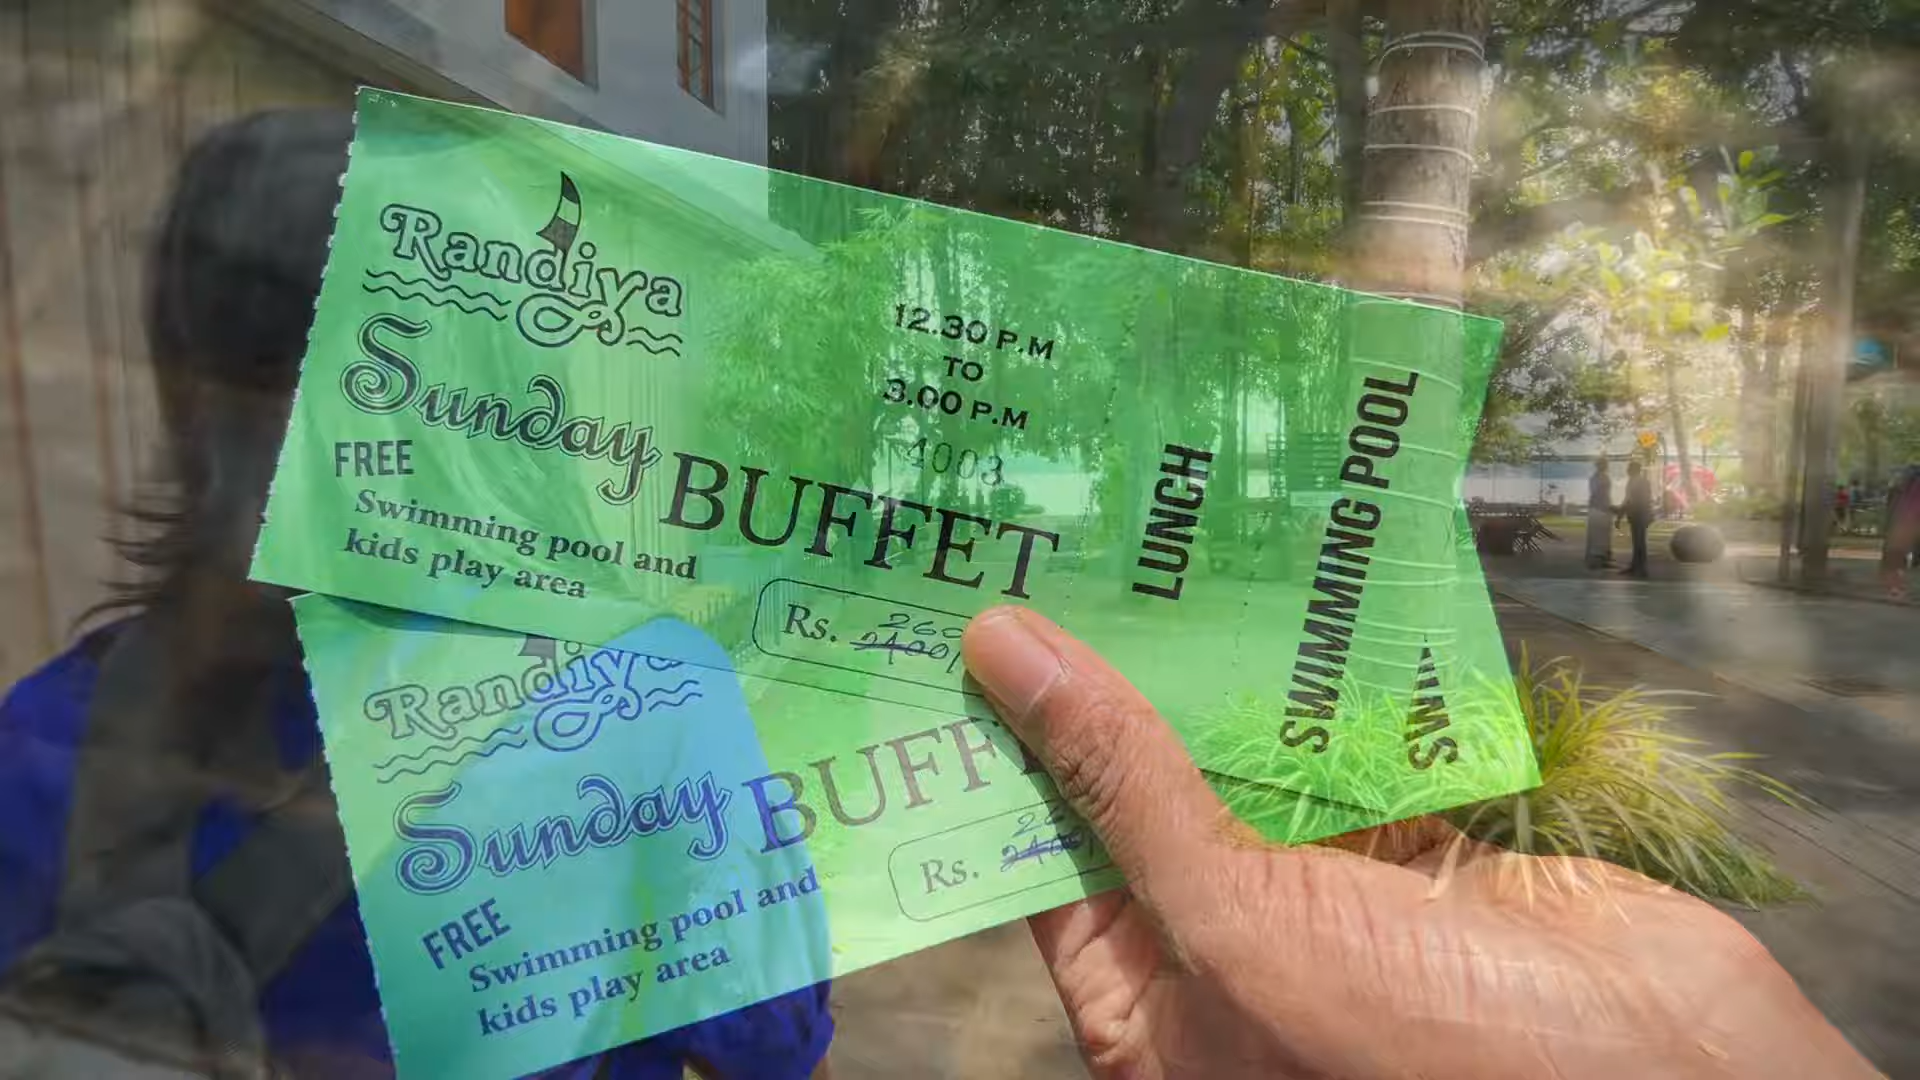 Randiya
Sunday
BUFFET
FREE
Swimming pool and
kids play area
12.30 P.M
TO
3.00 P.M
4003
Rs.
2400/
LUNCH
SWIMMING POOL
Randiya
Sunday
BUFF
FREE
Swimming pool and
kids play area
Rs.